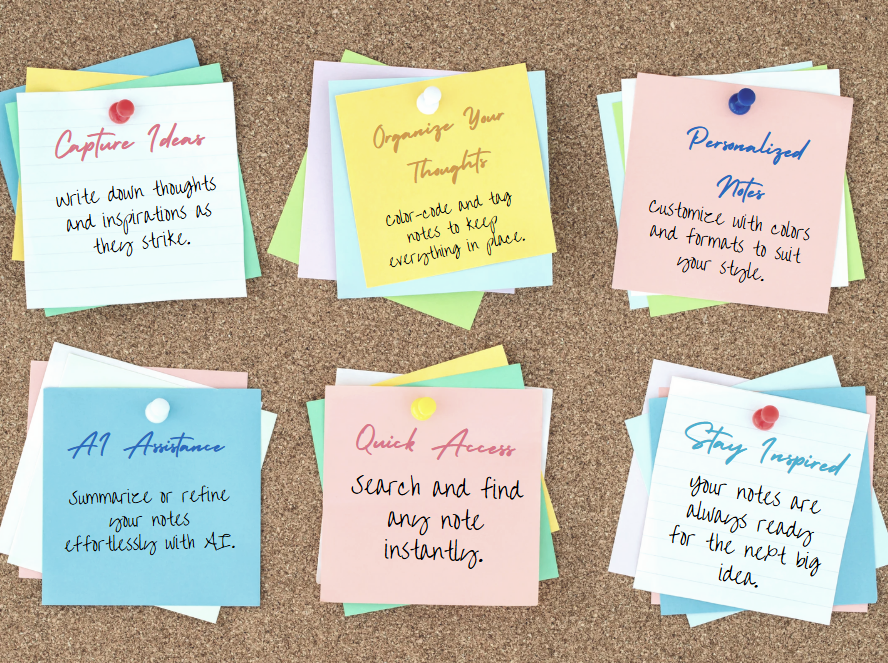 Capture Ideas
Write down thoughts
and inspirations as
they strike.
Organize Your
Thoughts
Color-code and tag
notes to keep
everything in place.
Personalized
Notes
Customize with colors
and formats to suit
your style.
AI Assistance
Summarize or refine
your notes
effortlessly with AI.
Quick Access
Search and find
any note
instantly.
Stay Inspired
Your notes are
always ready
for the next big
idea.